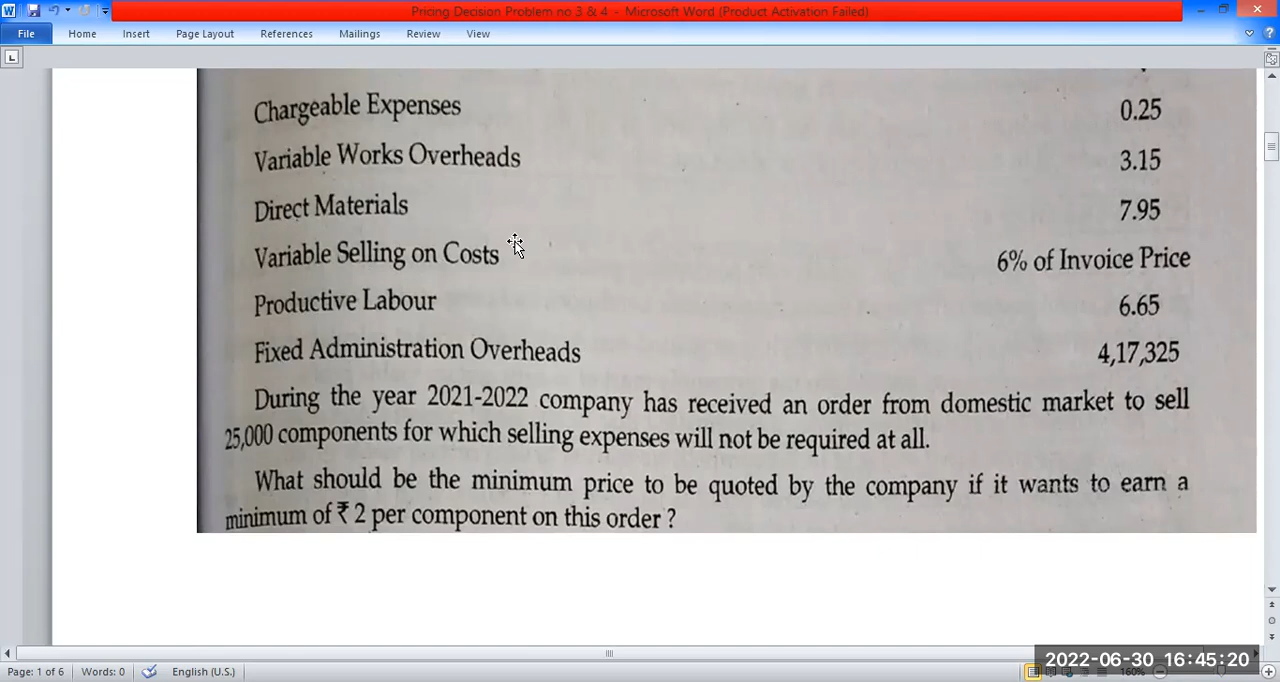 Pricing Decision Problem no 3 & 4 - Microsoft Word (Product Activation Failed)
File Home Insert Page Layout References Mailings Review View
Chargeable Expenses 0.25
Variable Works Overheads 3.15
Direct Materials 7.95
Variable Selling on Costs 6% of Invoice Price
Productive Labour 6.65
Fixed Administration Overheads 4,17,325
During the year 2021-2022 company has received an order from domestic market to sell
25,000 components for which selling expenses will not be required at all.
What should be the minimum price to be quoted by the company if it wants to earn a
minimum of ₹ 2 per component on this order ?
2022-06-30 16:45:20
Page: 1 of 6 Words: 0 English (U.S.) 160%